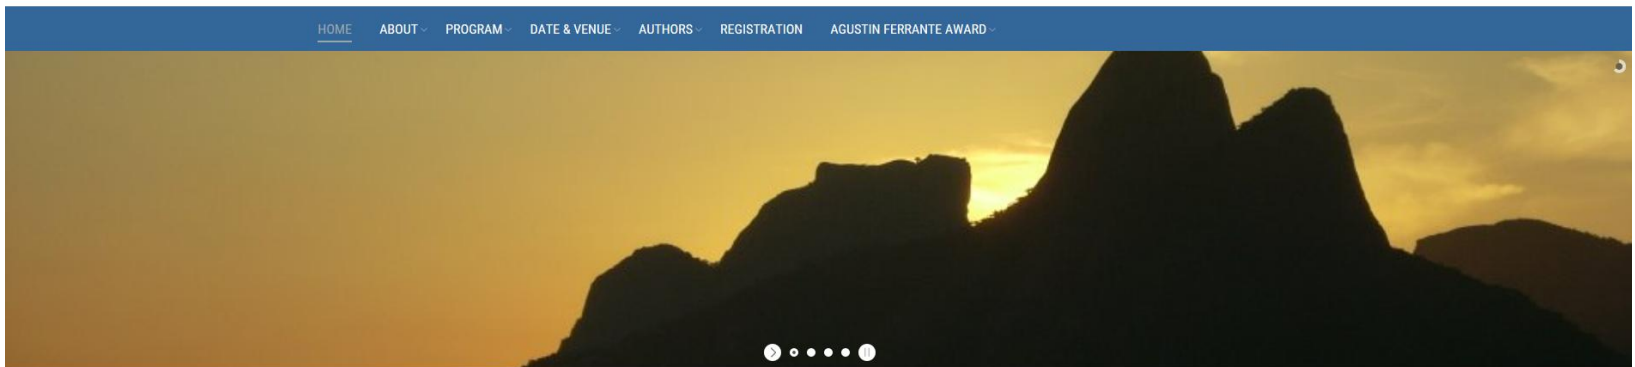 HOME ABOUT PROGRAM DATE & VENUE AUTHORS REGISTRATION AGUSTIN FERRANTE AWARD